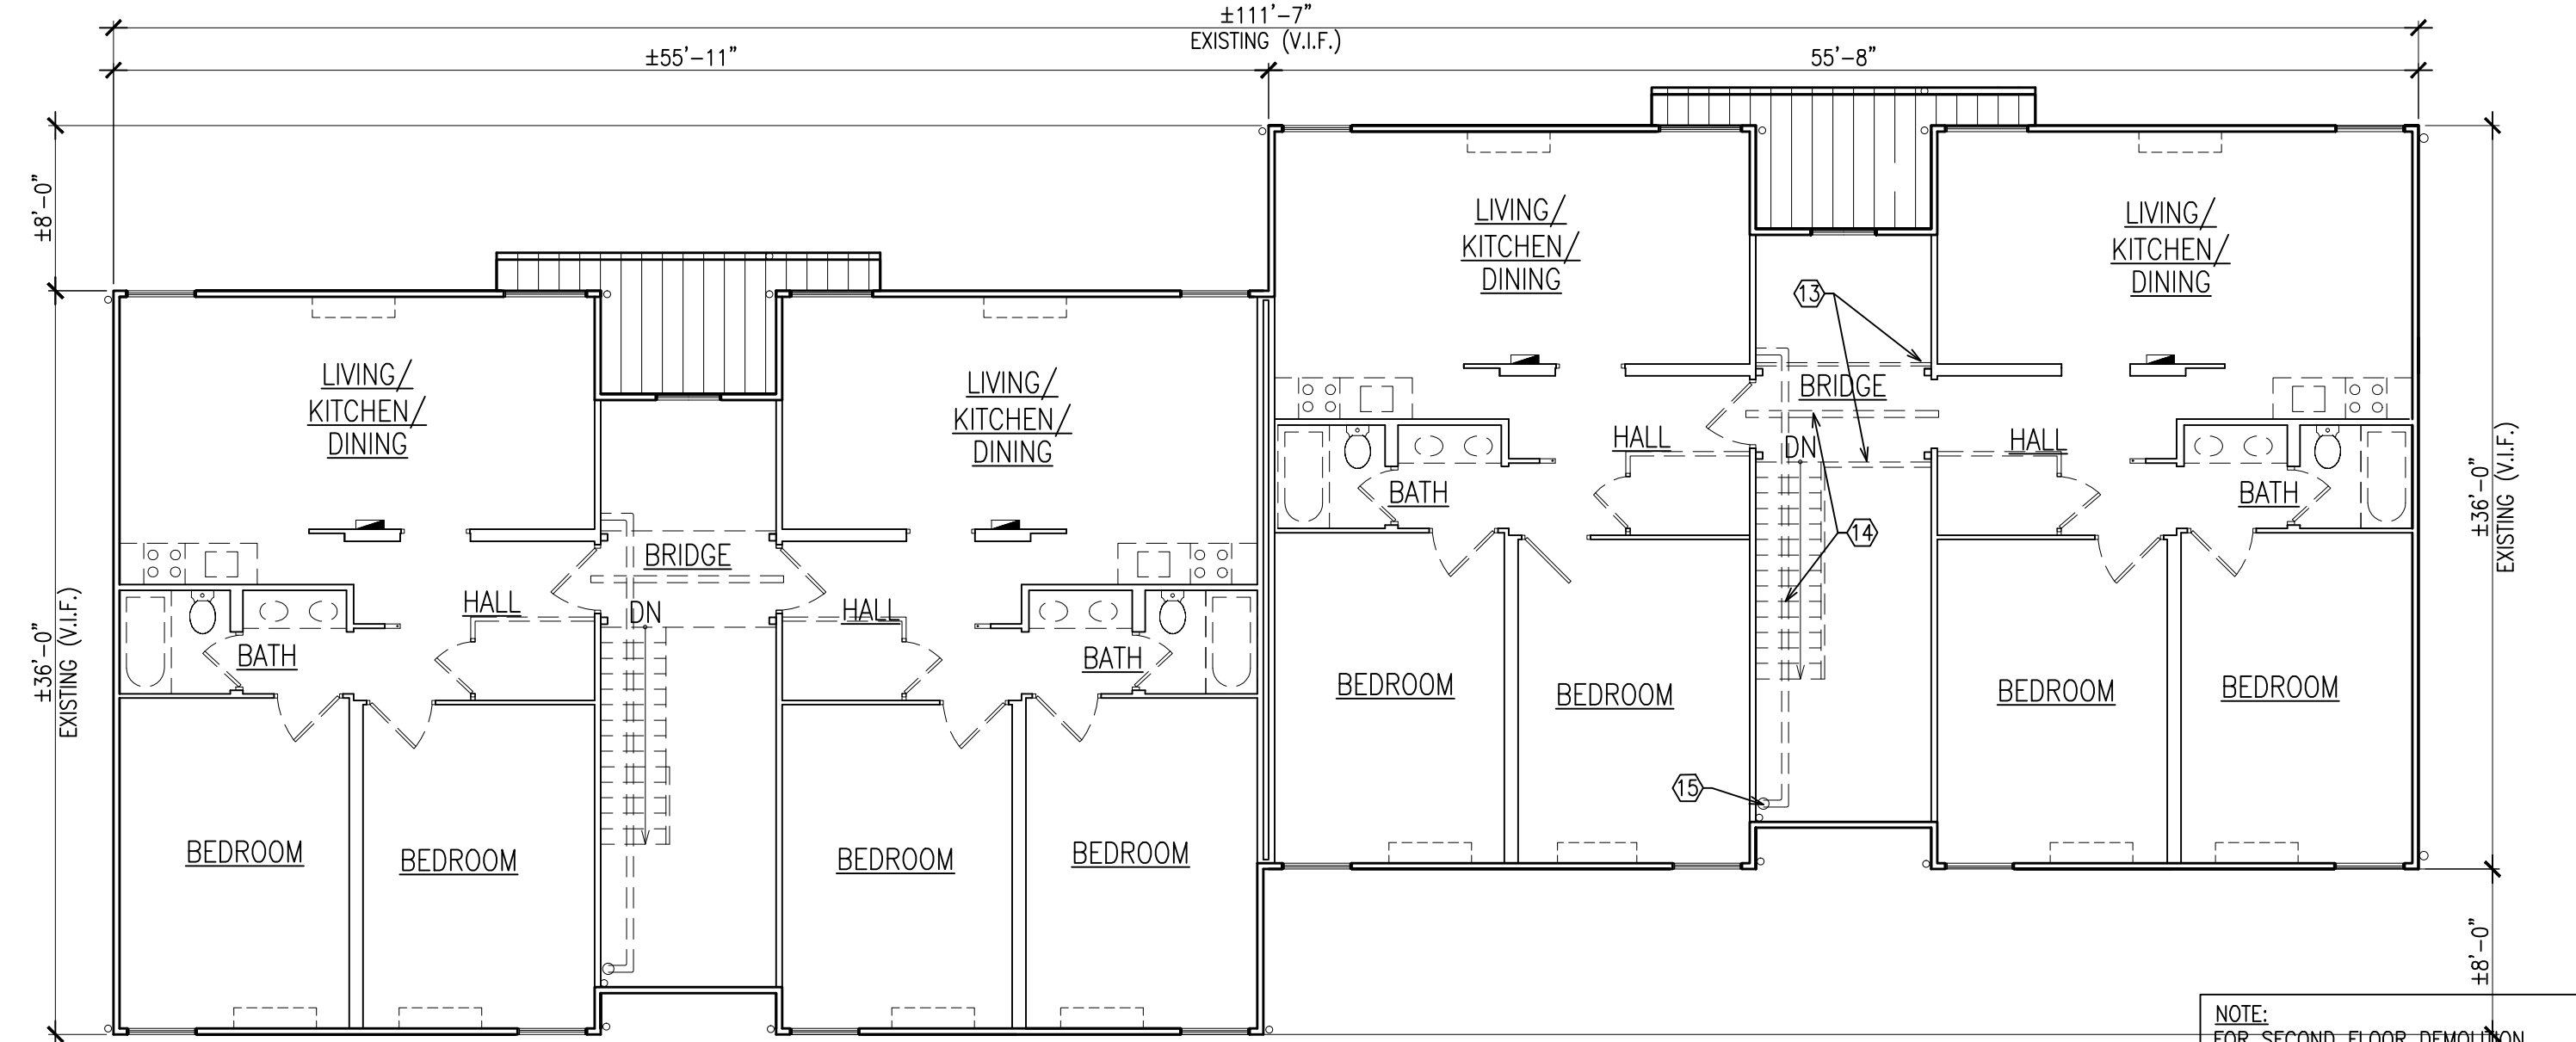 ±111'-7"
EXISTING (V.I.F.)
±55'-11"
55'-8"
±8'-0"
±36'-0"
EXISTING (V.I.F.)
LIVING/
KITCHEN/
DINING
LIVING/
KITCHEN/
DINING
LIVING/
KITCHEN/
DINING
LIVING/
KITCHEN/
DINING
13
BRIDGE
HALL
DN
HALL
BATH
BATH
14
±36'-0"
EXISTING (V.I.F.)
BRIDGE
HALL
DN
HALL
BATH
BATH
BEDROOM
BEDROOM
BEDROOM
BEDROOM
15
BEDROOM
BEDROOM
BEDROOM
BEDROOM
±8'-0"
NOTE:
FOR SECOND FLOOR DEMOLITION